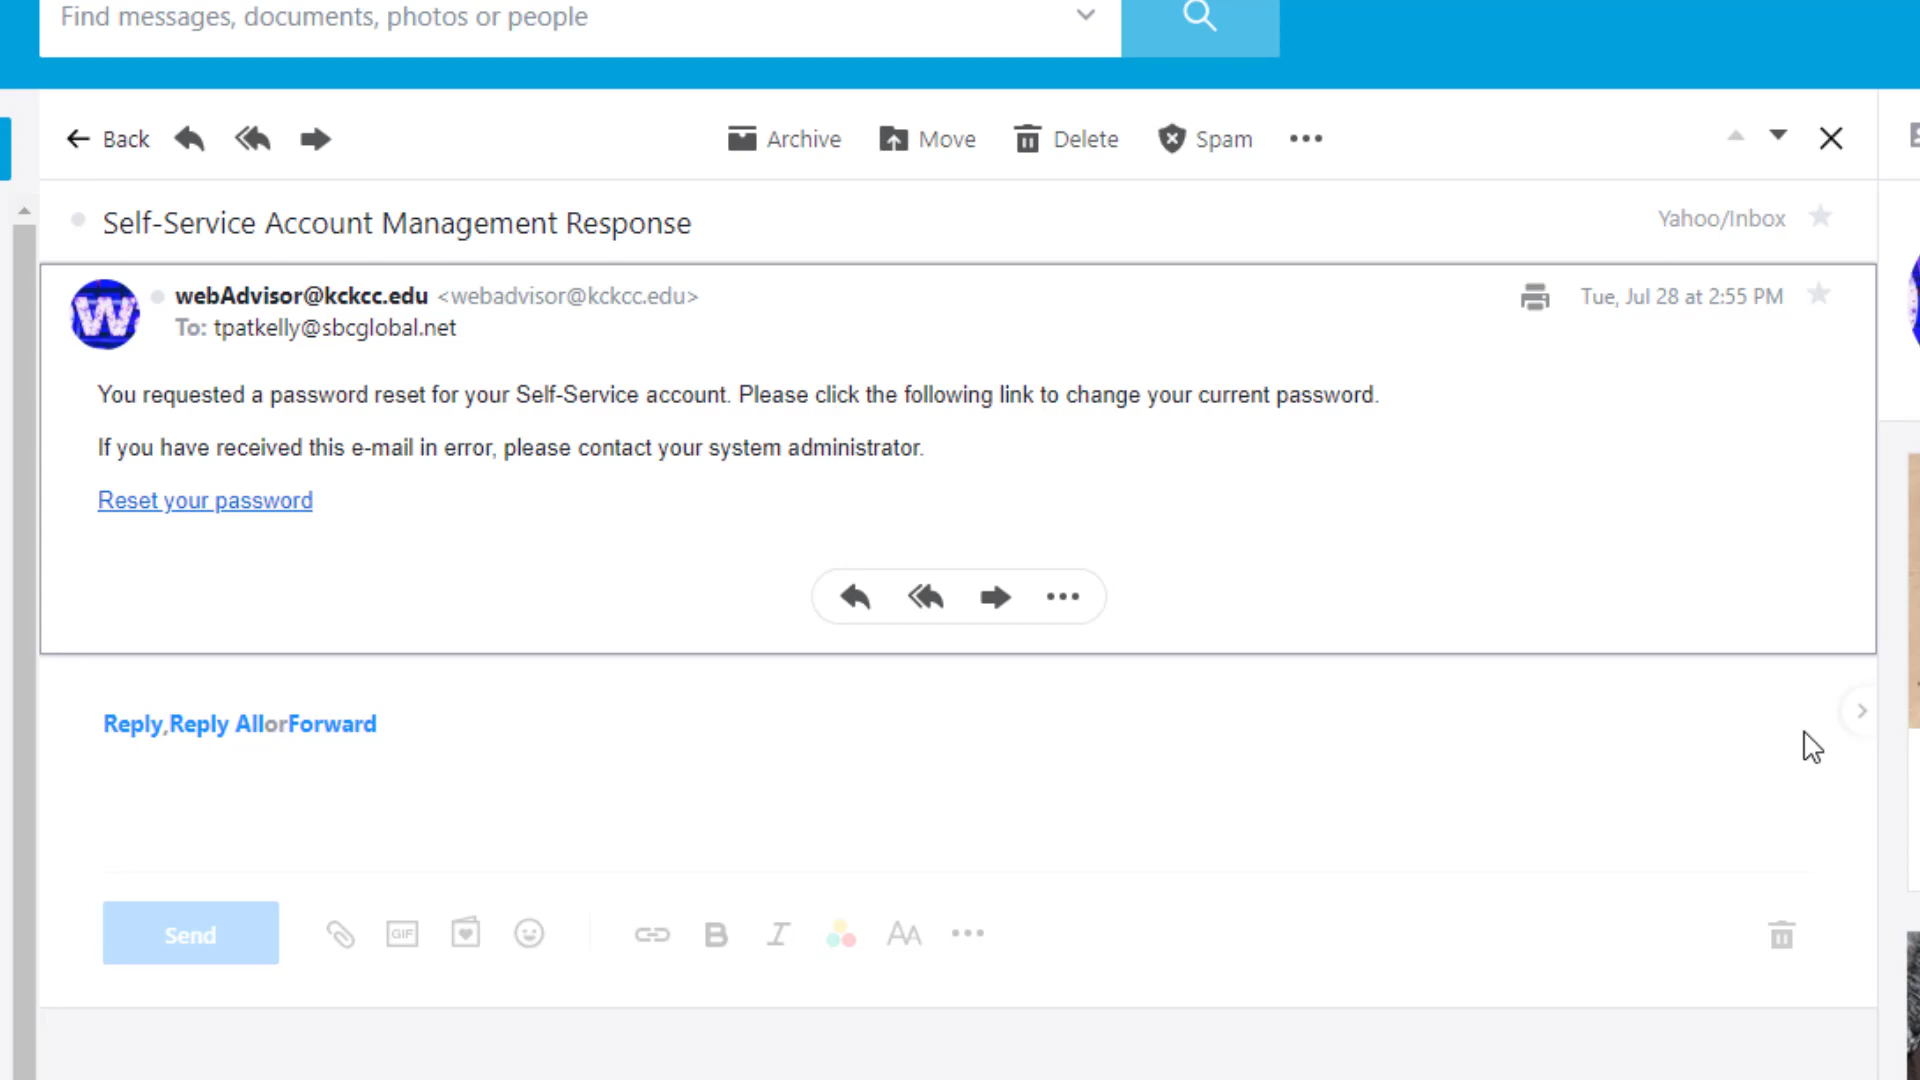 Find messages, documents, photos or people
Back
Archive
Move
Delete
Spam
Self-Service Account Management Response
Yahoo/Inbox
W
webAdvisor@kckcc.edu <webadvisor@kckcc.edu>
Tue, Jul 28 at 2:55 PM
To: tpatkelly@sbcglobal.net
You requested a password reset for your Self-Service account. Please click the following link to change your current password.
If you have received this e-mail in error, please contact your system administrator.
Reset your password
Reply,Reply AllorForward
Send
GIF
B
I
AA